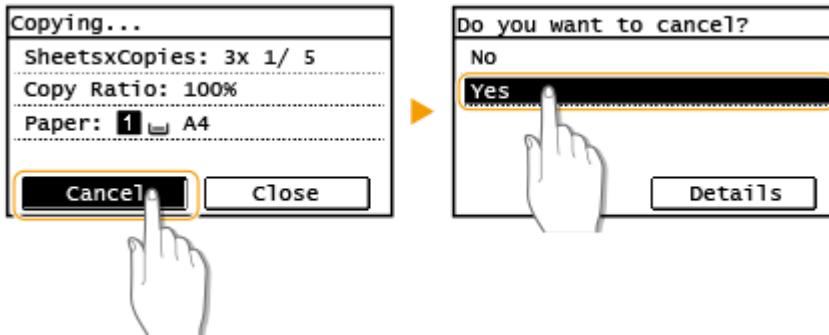 Copying...
SheetsxCopies: 3x 1/ 5
Copy Ratio: 100%
Paper: 1 A4
Cancel
Close
Do you want to cancel?
No
Yes
Details